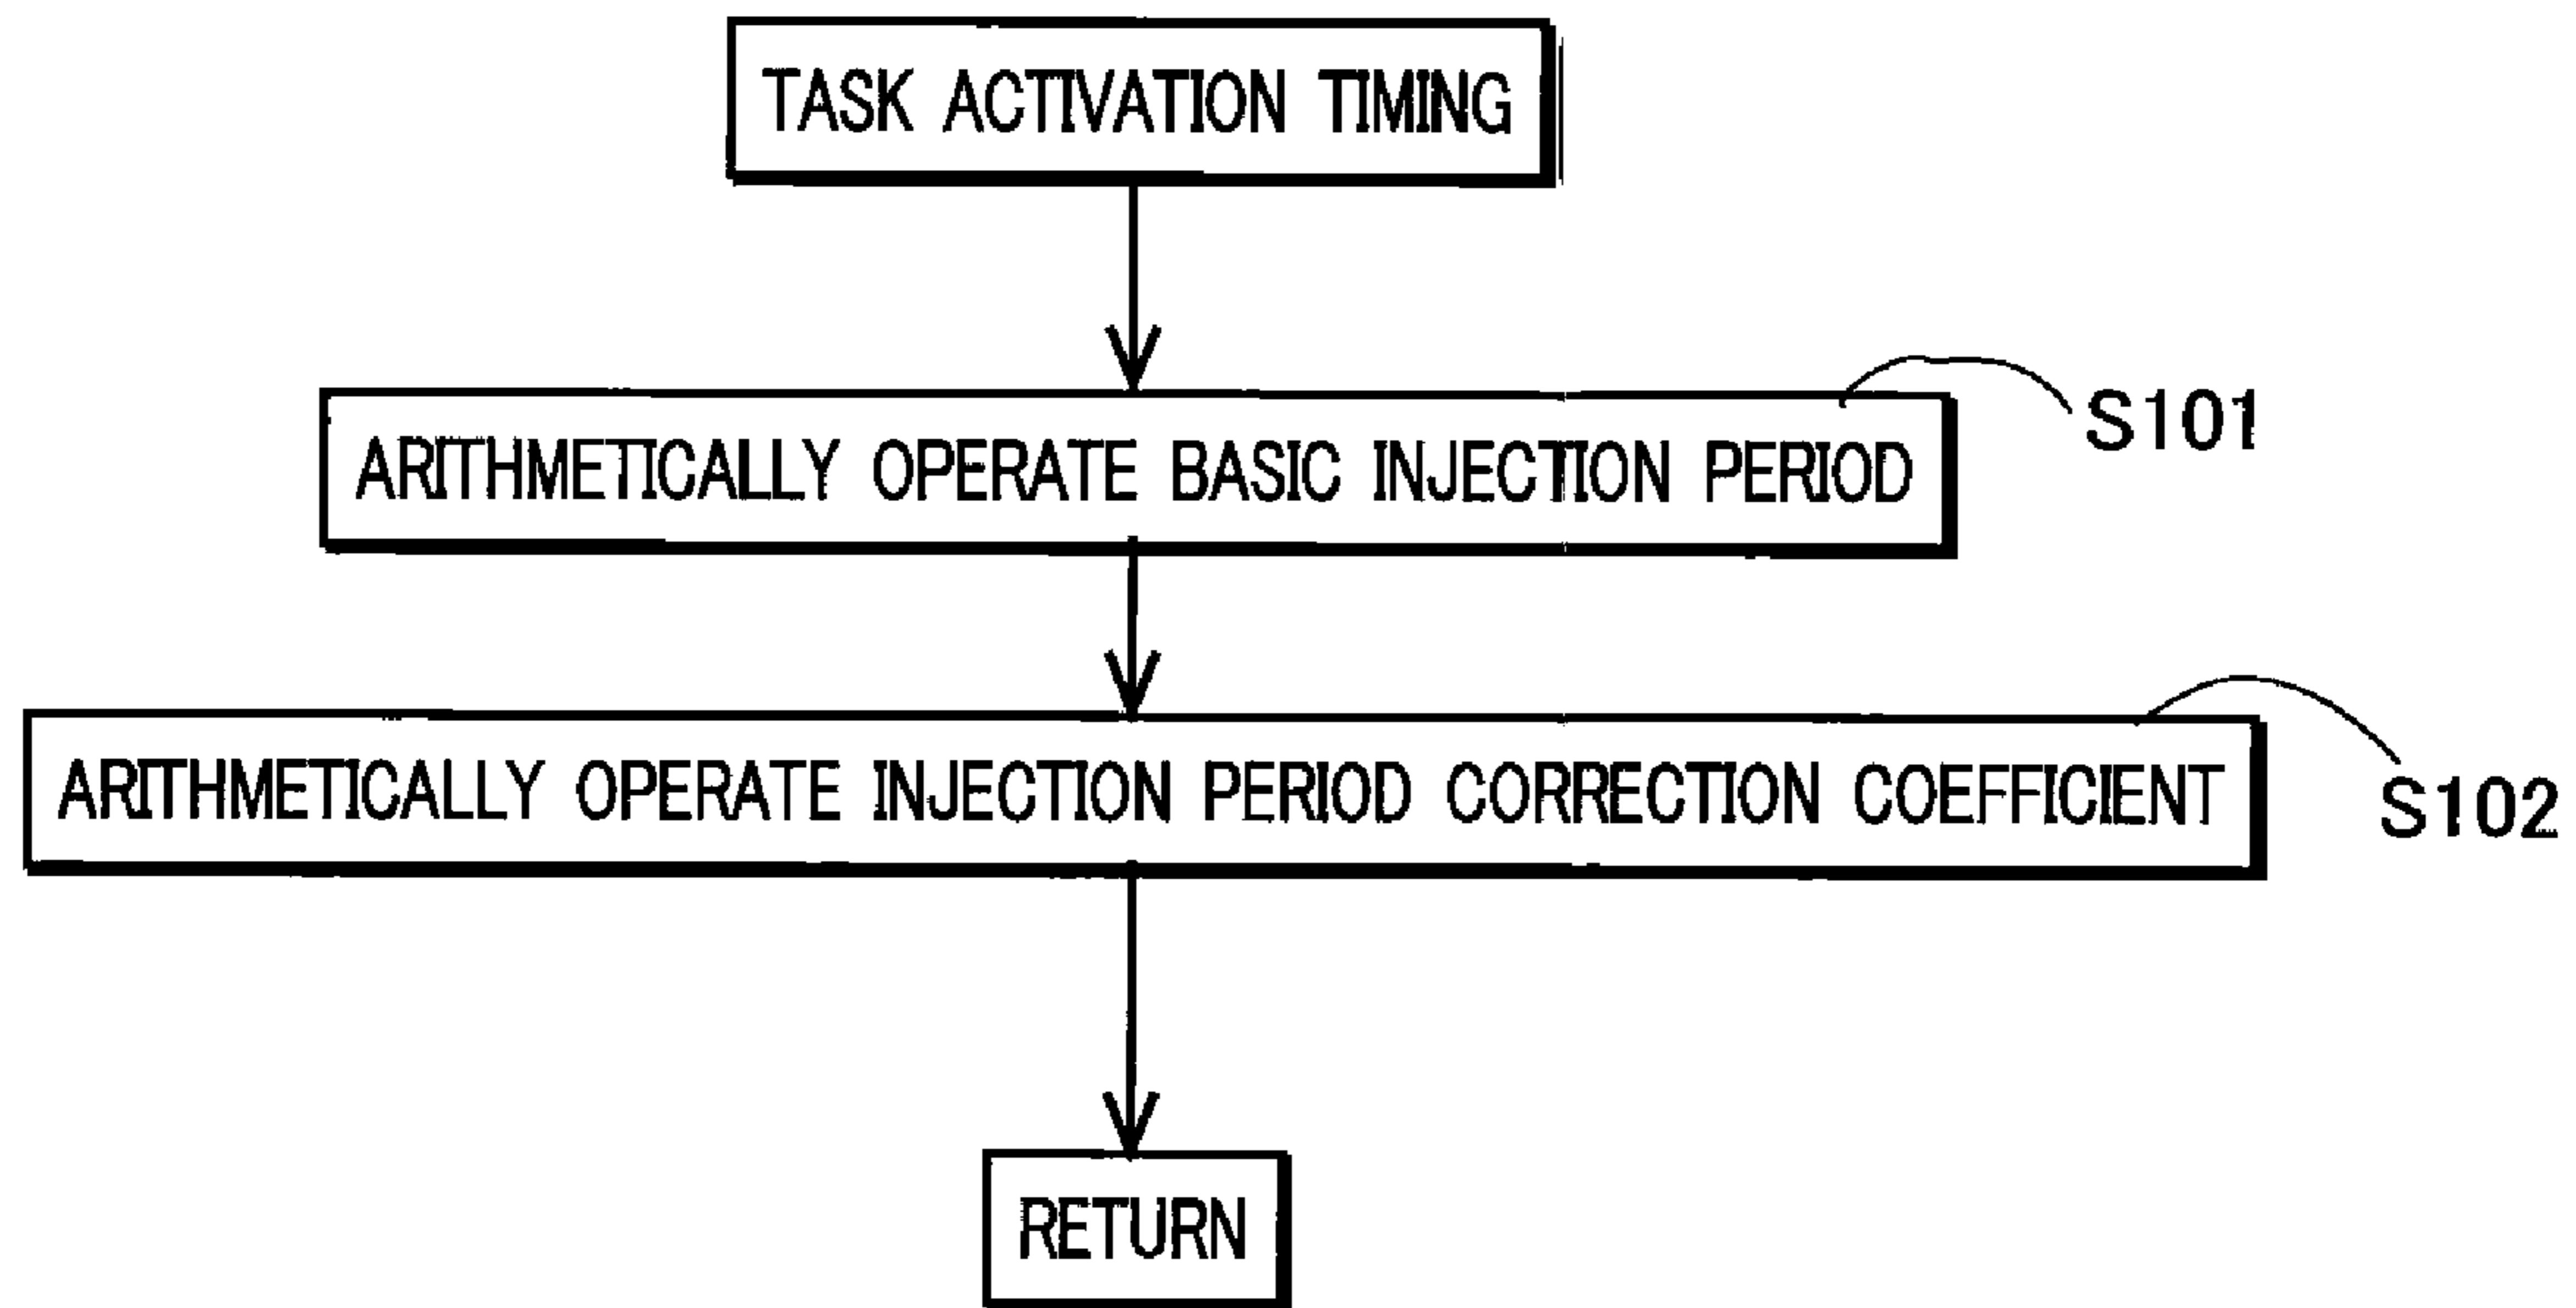 TASK ACTIVATION TIMING
ARITHMETICALLY OPERATE BASIC INJECTION PERIOD
S101
ARITHMETICALLY OPERATE INJECTION PERIOD CORRECTION COEFFICIENT
S102
RETURN